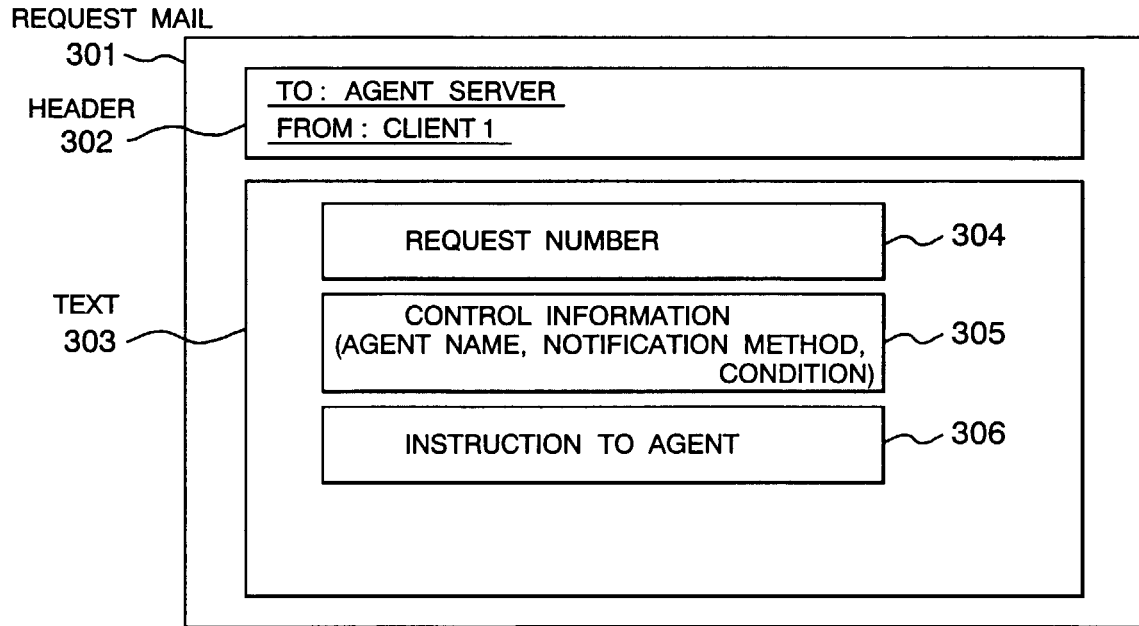 REQUEST MAIL
301
TO : AGENT SERVER
HEADER
302
FROM : CLIENT 1
REQUEST NUMBER
304
TEXT
303
CONTROL INFORMATION
(AGENT NAME, NOTIFICATION METHOD,
CONDITION)
305
INSTRUCTION TO AGENT
306